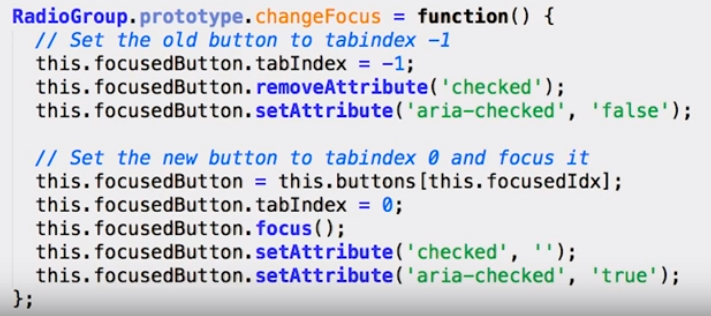 RadioGroup.prototype.changeFocus = function() {
  // Set the old button to tabindex -1
  this.focusedButton.tabIndex = -1;
  this.focusedButton.removeAttribute('checked');
  this.focusedButton.setAttribute('aria-checked', 'false');

  // Set the new button to tabindex 0 and focus it
  this.focusedButton = this.buttons[this.focusedIdx];
  this.focusedButton.tabIndex = 0;
  this.focusedButton.focus();
  this.focusedButton.setAttribute('checked', '');
  this.focusedButton.setAttribute('aria-checked', 'true');
};